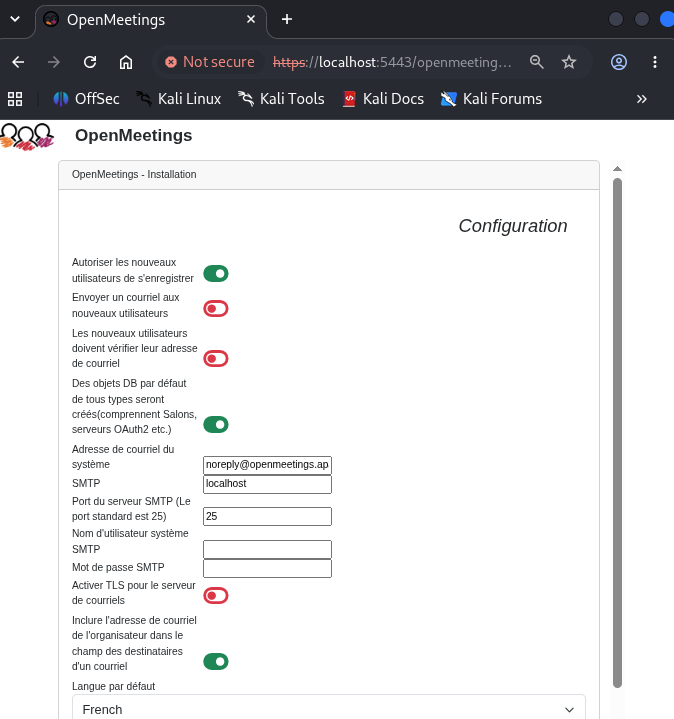 OpenMeetings
Not secure
https://localhost:5443/openmeeting...
OffSec
Kali Linux
Kali Tools
Kali Docs
Kali Forums
OpenMeetings
OpenMeetings - Installation
Configuration
Autoriser les nouveaux
utilisateurs de s'enregistrer
Envoyer un courriel aux
nouveaux utilisateurs
Les nouveaux utilisateurs
doivent vérifier leur adresse
de courriel
Des objets DB par défaut
de tous types seront
créés(comprennent Salons,
serveurs OAuth2 etc.)
Adresse de courriel du
système
noreply@openmeetings.ap
SMTP
localhost
Port du serveur SMTP (Le
port standard est 25)
25
Nom d'utilisateur système
SMTP
Mot de passe SMTP
Activer TLS pour le serveur
de courriels
Inclure l'adresse de courriel
de l'organisateur dans le
champ des destinataires
d'un courriel
Langue par défaut
French